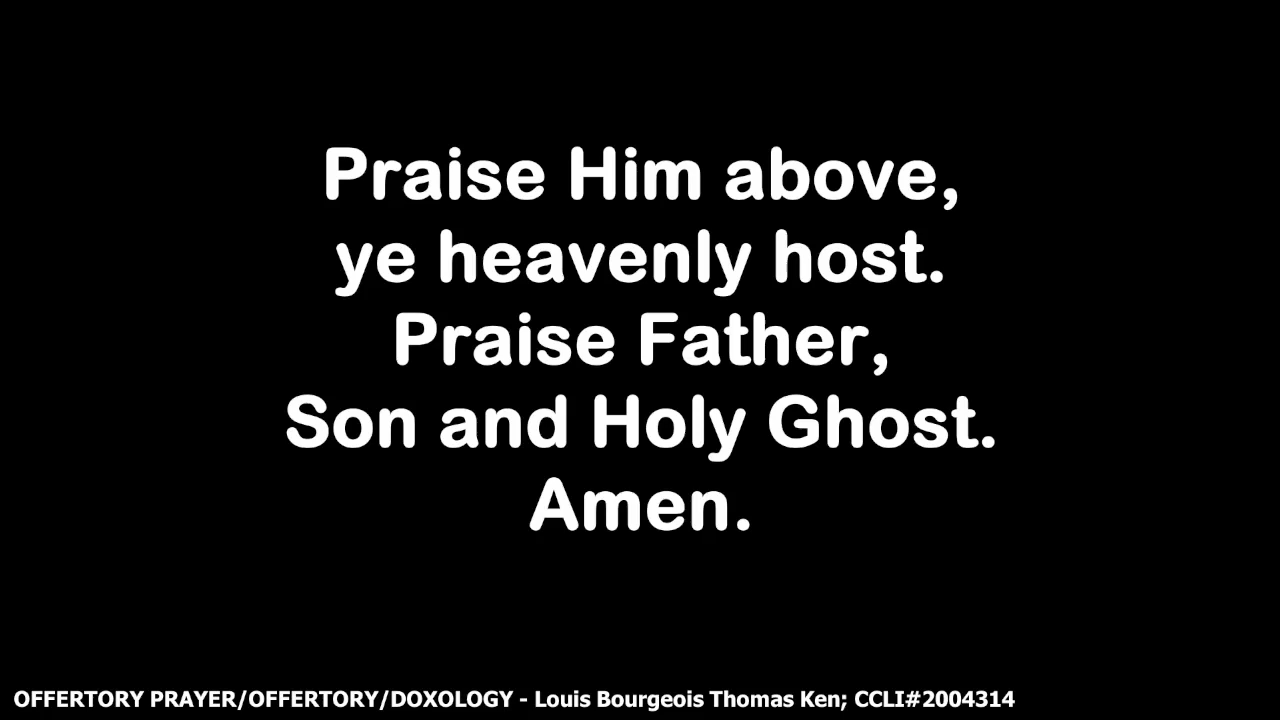 Praise Him above,
ye heavenly host.
Praise Father,
Son and Holy Ghost.
Amen.
OFFERTORY PRAYER/OFFERTORY/DOXOLOGY - Louis Bourgeois Thomas Ken; CCLI#2004314